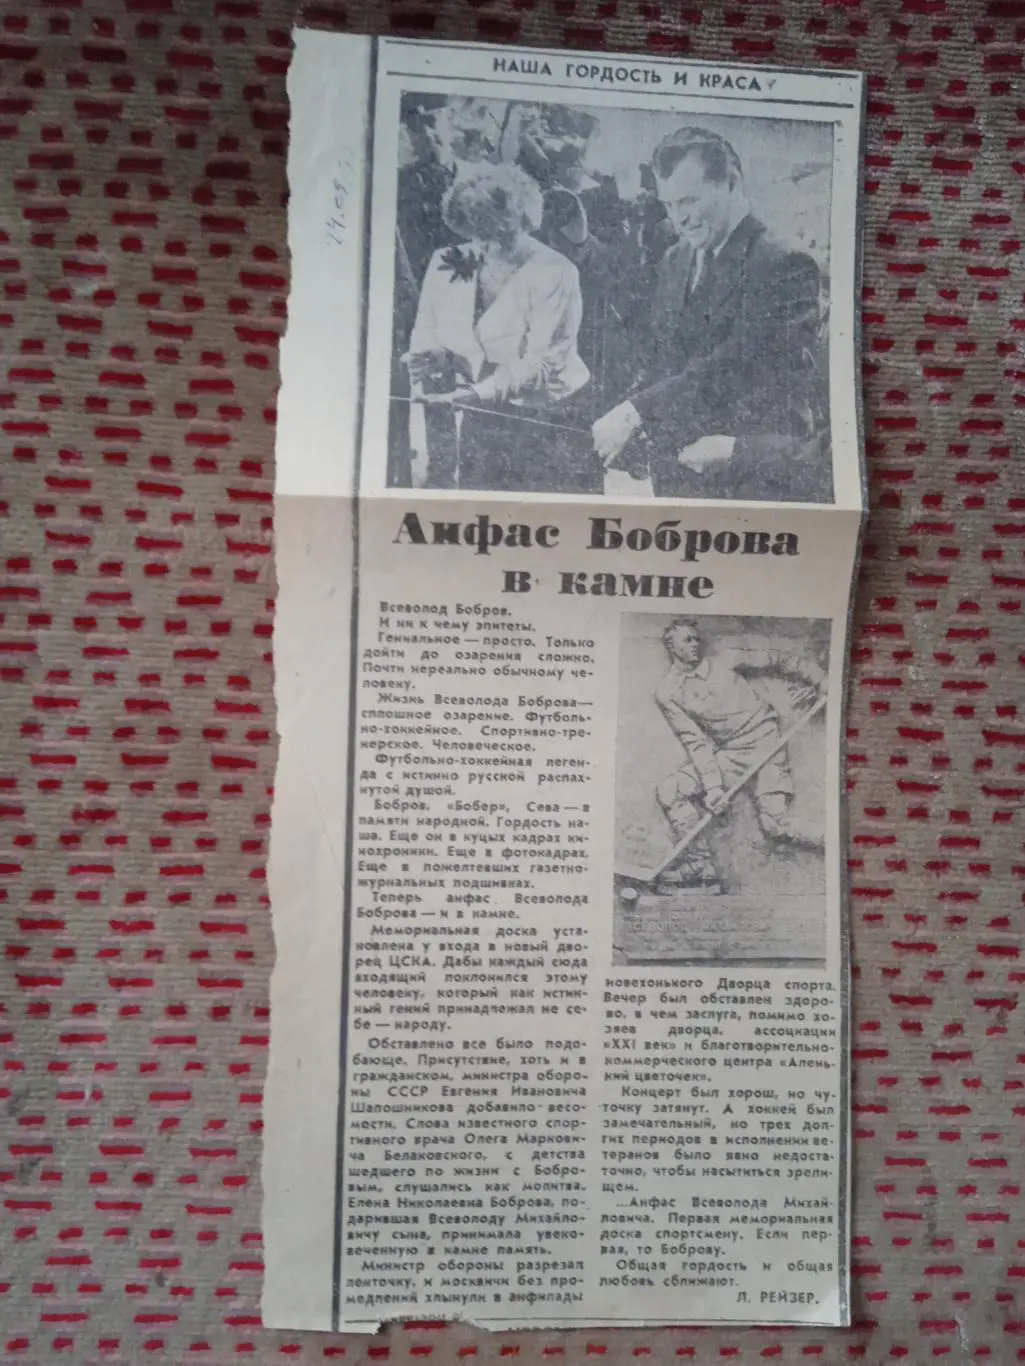 НАША ГОРДОСТЬ И КРАСА
Анфас Боброва
в камне
Всеволод Бобров.
И ни к чему эпитеты.
Гениальное — просто. Только
дойти до озарения сложно.
Почти нереально обычному че-
ловеку.
Жизнь Всеволода Боброва—
сплошное озарение. Футболь-
но-хоккейное. Спортивно-тре-
нерское. Человеческое.
Футбольно-хоккейная леген-
да с истинно русской распах-
нутой душой.
Бобров, «Бобер», Сева — в
памяти народной. Гордость на-
ша. Еще он в куцых кадрах ки-
нохроники. Еще в фотокадрах.
Еще в пожелтевших газетно-
журнальных подшивках.
Теперь анфас Всеволода
Боброва — и в камне.
Мемориальная доска уста-
новлена у входа в новый дво-
рец ЦСКА. Дабы каждый сюда
входящий поклонился этому
человеку, который как истин-
ный гений принадлежал не се-
бе — народу.
Обставлено все было подо-
бающе. Присутствие, хоть и в
гражданском, министра оборо-
ны СССР Евгения Ивановича
Шапошникова добавило весо-
мости. Слова известного спор-
тивного врача Олега Маркови-
ча Белаковского, с детства
шедшего по жизни с Бобро-
вым, слушались как молитва.
Елена Николаевна Боброва, по-
дарившая Всеволоду Михайло-
вичу сына, принимала увеко-
веченную в камне память.
Министр обороны разрезал
ленточку, и москвичи без про-
медлений хлынули в анфилады
ВСЕВОЛОД
новехонького Дворца спорта.
Вечер был обставлен здоро-
во, в чем заслуга, помимо хо-
зяев дворца, ассоциации
«XXI век» и благотворительно-
коммерческого центра «Алень-
кий цветочек».
Концерт был хорош, но чу-
точку затянут. А хоккей был
замечательный, но трех дол-
гих периодов в исполнении ве-
теранов было явно недоста-
точно, чтобы насытиться зрели-
щем.
...Анфас Всеволода Михай-
ловича. Первая мемориальная
доска спортсмену. Если пер-
вая, то Боброву.
Общая гордость и общая
любовь сближают.
Л. РЕЙЗЕР.